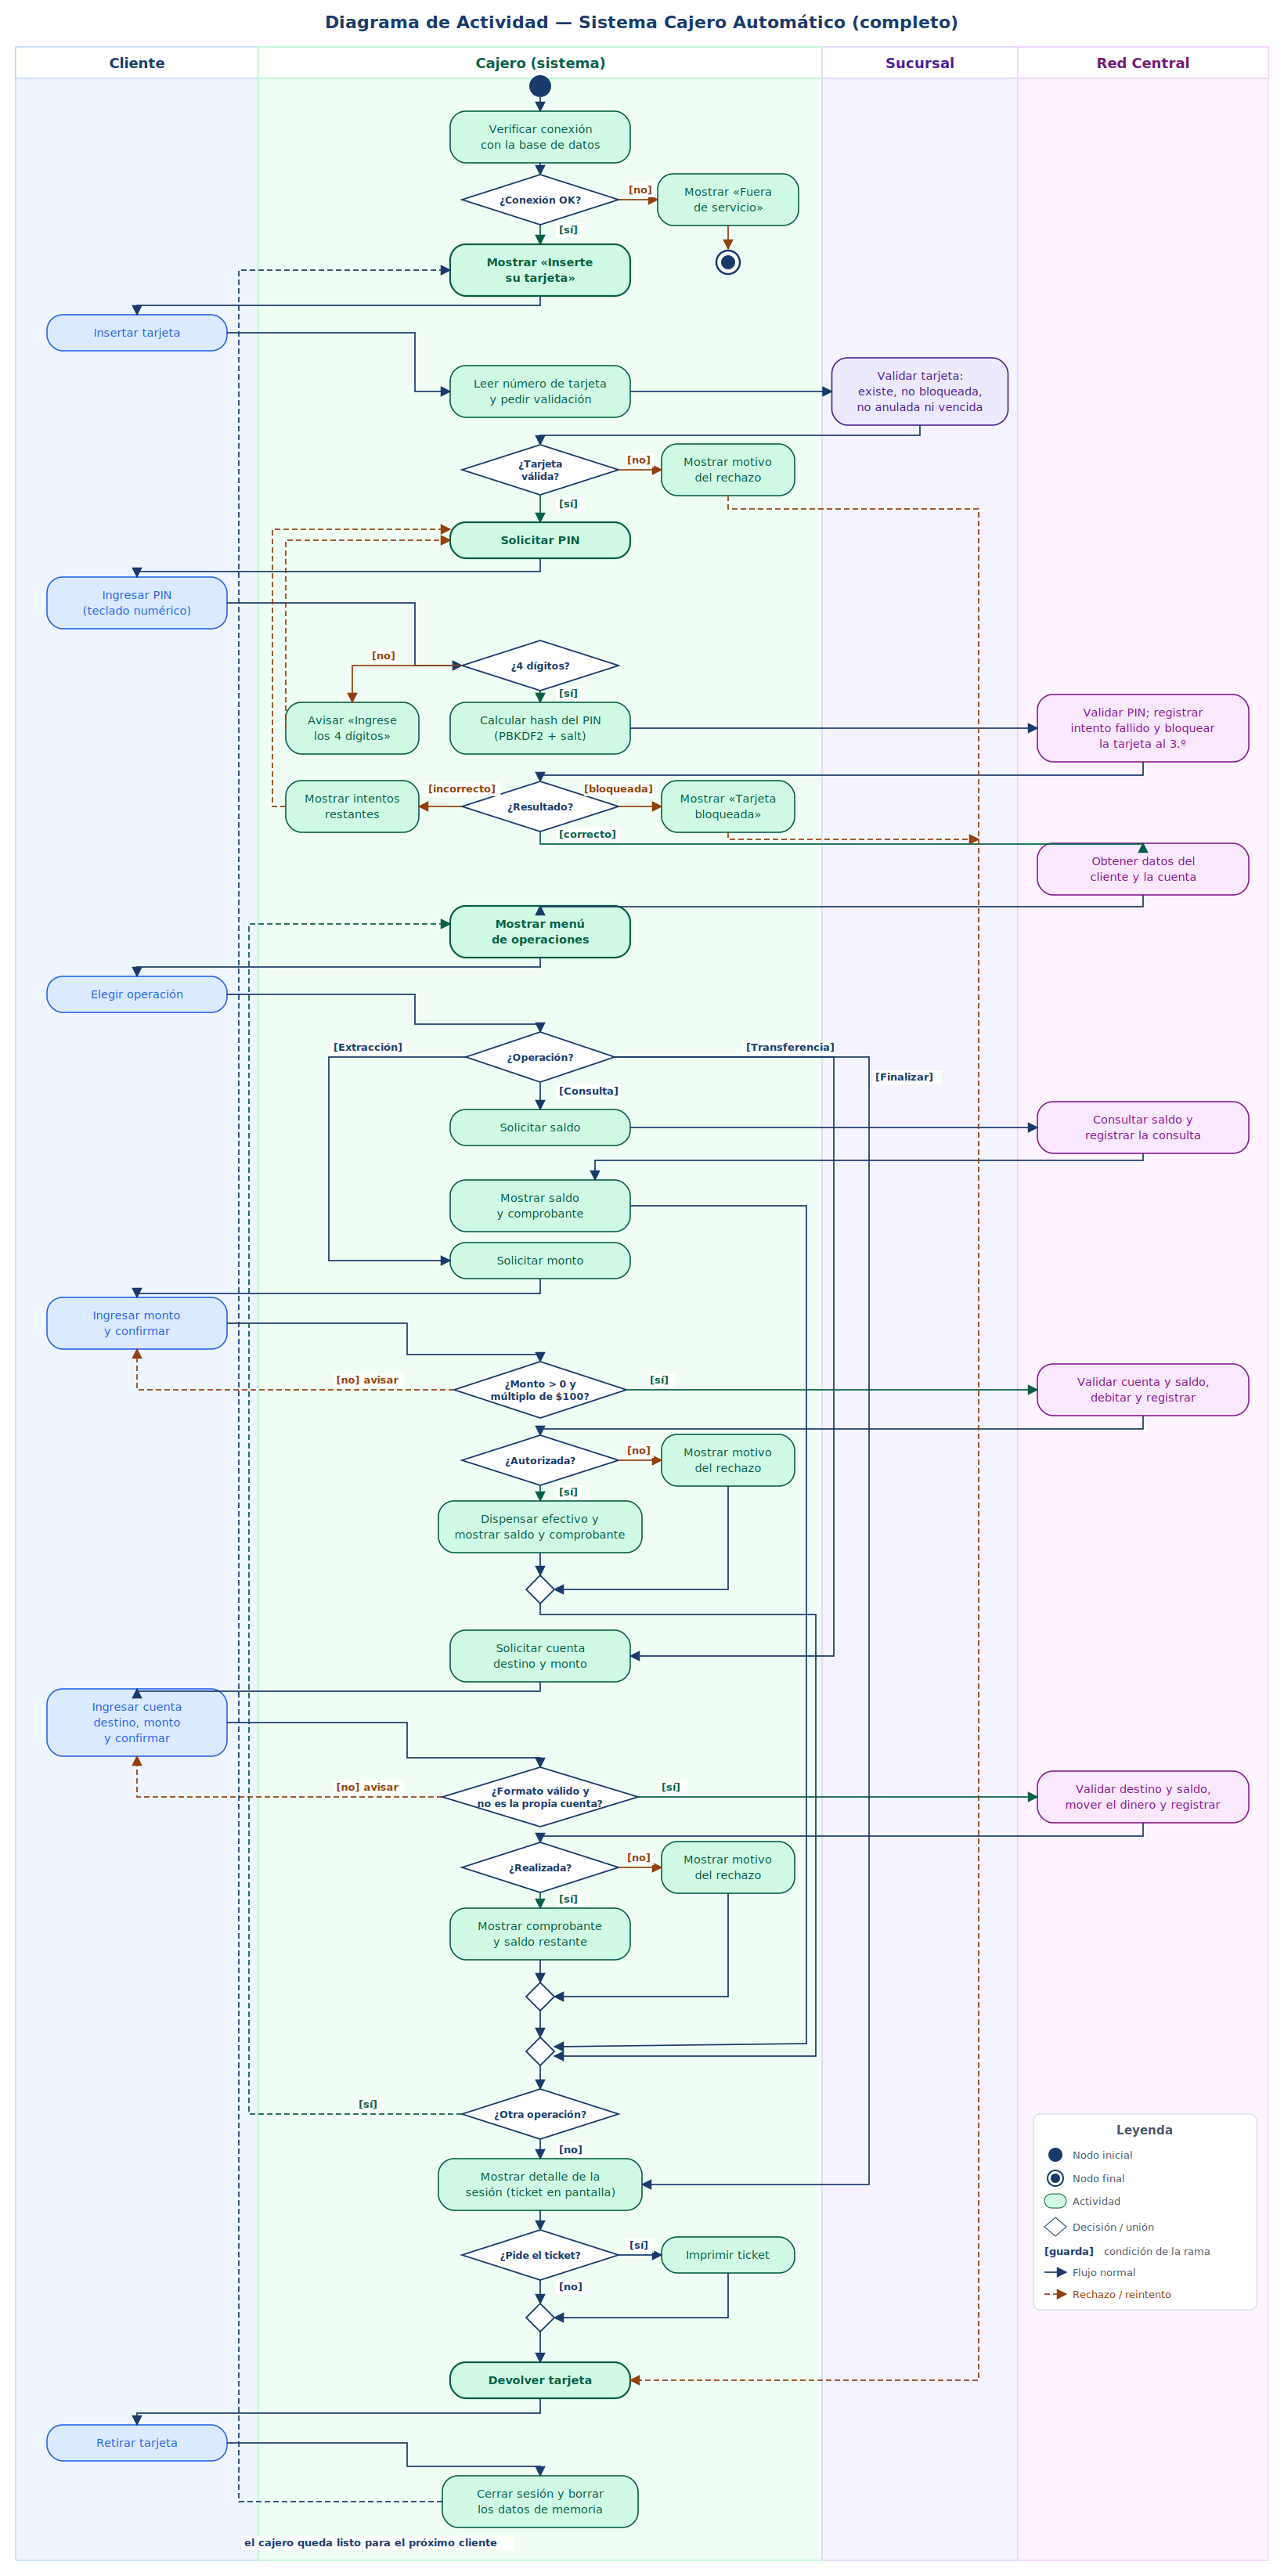 Diagrama de Actividad — Sistema Cajero Automático (completo)
Cliente
Cajero (sistema)
Sucursal
Red Central
Verificar conexión
con la base de datos
¿Conexión OK?
[no]
Mostrar «Fuera
de servicio»
[sí]
Mostrar «Inserte
su tarjeta»
Insertar tarjeta
Leer número de tarjeta
y pedir validación
Validar tarjeta:
existe, no bloqueada,
no anulada ni vencida
¿Tarjeta
válida?
[no]
Mostrar motivo
del rechazo
[sí]
Solicitar PIN
Ingresar PIN
(teclado numérico)
[no]
¿4 dígitos?
[sí]
Avisar «Ingrese
los 4 dígitos»
Calcular hash del PIN
(PBKDF2 + salt)
Validar PIN; registrar
intento fallido y bloquear
la tarjeta al 3.º
Mostrar intentos
restantes
[incorrecto]
¿Resultado?
[bloqueada]
Mostrar «Tarjeta
bloqueada»
[correcto]
Obtener datos del
cliente y la cuenta
Mostrar menú
de operaciones
Elegir operación
[Extracción]
¿Operación?
[Transferencia]
[Finalizar]
[Consulta]
Solicitar saldo
Consultar saldo y
registrar la consulta
Mostrar saldo
y comprobante
Solicitar monto
Ingresar monto
y confirmar
[no] avisar
¿Monto > 0 y
múltiplo de $100?
[sí]
Validar cuenta y saldo,
debitar y registrar
¿Autorizada?
[no]
Mostrar motivo
del rechazo
[sí]
Dispensar efectivo y
mostrar saldo y comprobante
Solicitar cuenta
destino y monto
Ingresar cuenta
destino, monto
y confirmar
[no] avisar
¿Formato válido y
no es la propia cuenta?
[sí]
Validar destino y saldo,
mover el dinero y registrar
¿Realizada?
[no]
Mostrar motivo
del rechazo
[sí]
Mostrar comprobante
y saldo restante
[sí]
¿Otra operación?
[no]
Mostrar detalle de la
sesión (ticket en pantalla)
¿Pide el ticket?
[sí]
Imprimir ticket
[no]
Leyenda
Nodo inicial
Nodo final
Actividad
Decisión / unión
[guarda] condición de la rama
Flujo normal
Rechazo / reintento
Devolver tarjeta
Retirar tarjeta
Cerrar sesión y borrar
los datos de memoria
el cajero queda listo para el próximo cliente